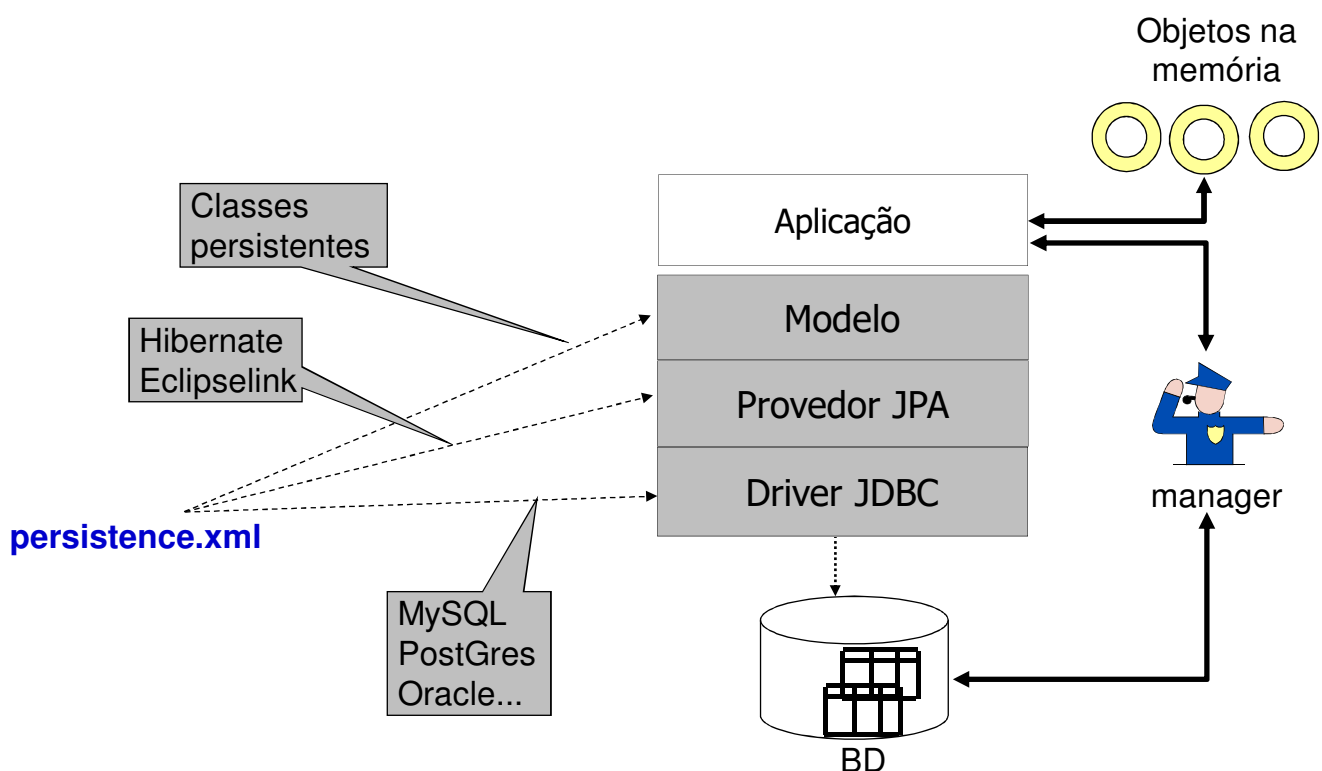 Objetos na
memória
Classes
persistentes
Aplicação
Modelo
Hibernate
Eclipselink
Provedor JPA
Driver JDBC
manager
persistence.xml
MySQL
PostGres
Oracle...
BD